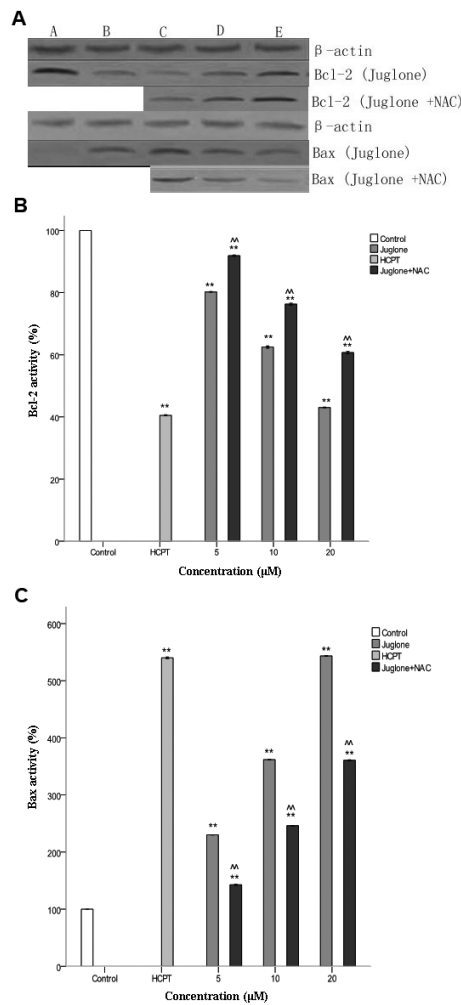 A
A B C D E
β-actin
Bcl-2 (Juglone)
Bcl-2 (Juglone +NAC)
β-actin
Bax (Juglone)
Bax (Juglone +NAC)
B
Control
Juglone
HCPT
Juglone+NAC
Bcl-2 activity (%)
100
80
60
40
20
0
**
**
^^
**
**
^^
**
**
^^
**
Control HCPT 5 10 20
Concentration (μM)
C
Control
Juglone
HCPT
Juglone+NAC
Bax activity (%)
600
500
400
300
200
100
0
**
**
^^
**
**
^^
**
**
^^
**
Control HCPT 5 10 20
Concentration (μM)